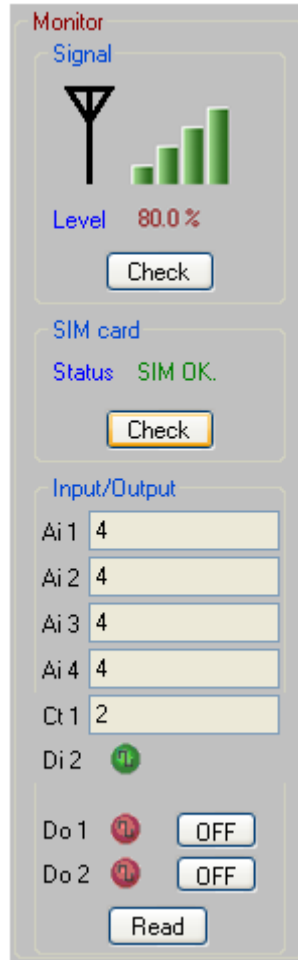 Monitor
Signal
Level 80.0 %
Check
SIM card
Status SIM OK.
Check
Input/Output
Ai 1 4
Ai 2 4
Ai 3 4
Ai 4 4
Ct 1 2
Di 2
Do 1 OFF
Do 2 OFF
Read